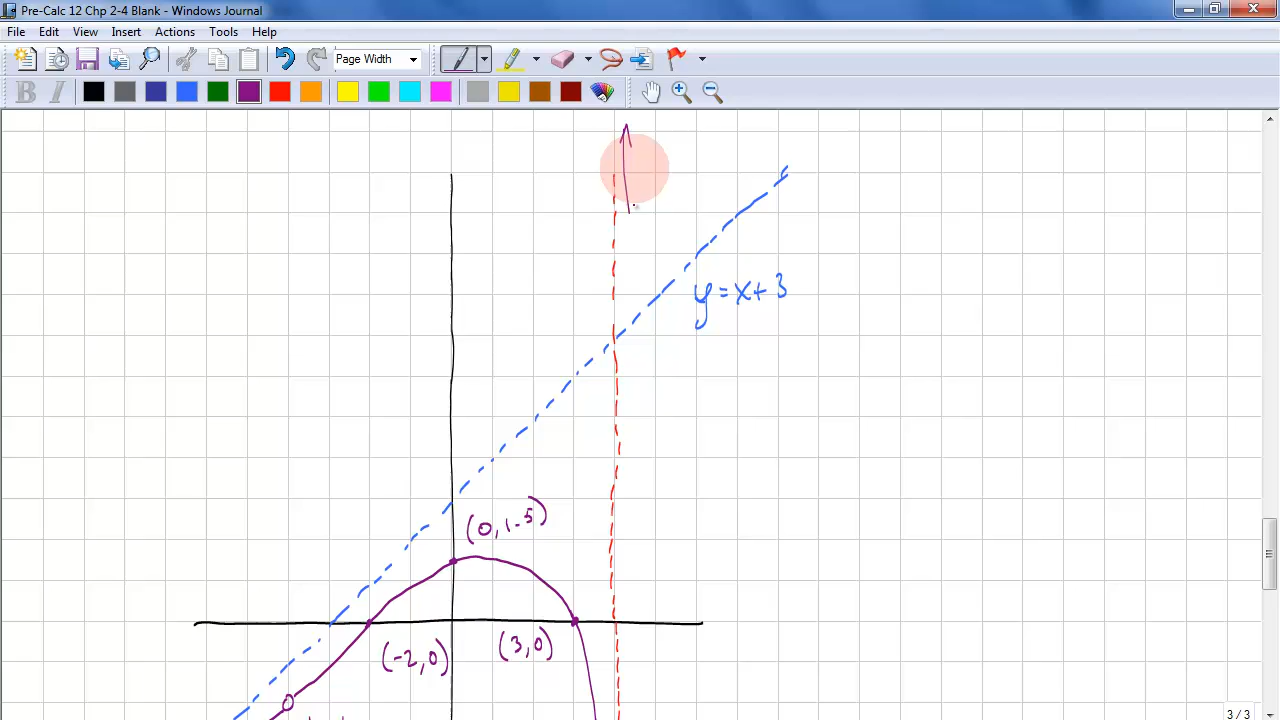 Pre-Calc 12 Chp 2-4 Blank - Windows Journal
File Edit View Insert Actions Tools Help
Page Width
B I
y = x + 3
(0, 1.5)
(-2, 0)
(3, 0)
3 / 3